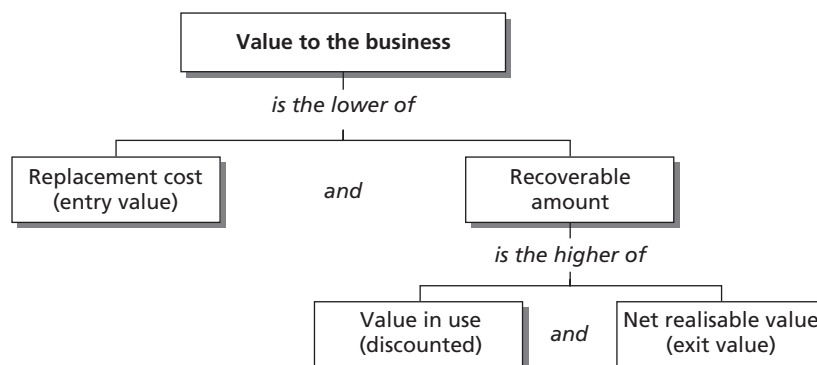 Value to the business
is the lower of
Replacement cost
(entry value)
and
Recoverable
amount
is the higher of
Value in use
(discounted)
and
Net realisable value
(exit value)